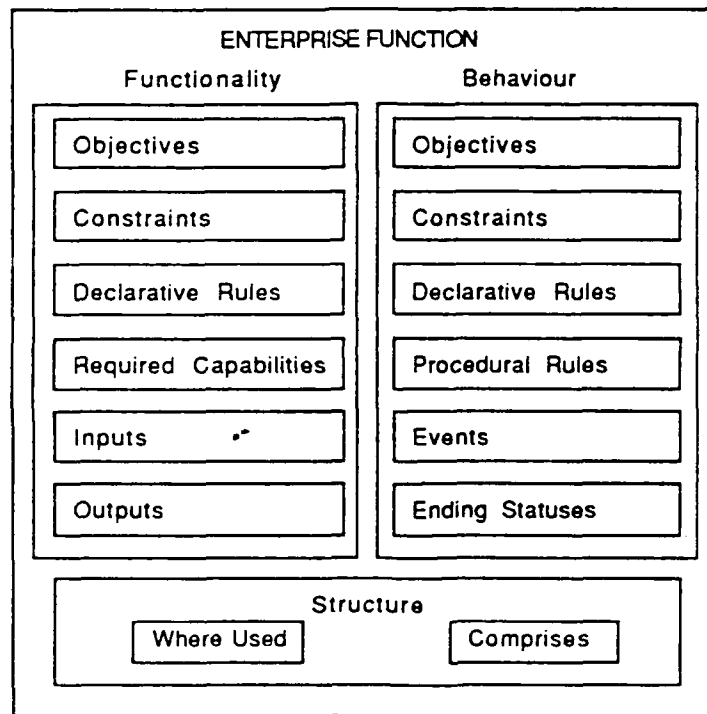 ENTERPRISE FUNCTION
Functionality
Objectives
Constraints
Declarative Rules
Required Capabilities
Inputs
Outputs
Behaviour
Objectives
Constraints
Declarative Rules
Procedural Rules
Events
Ending Statuses
Structure
Where Used
Comprises